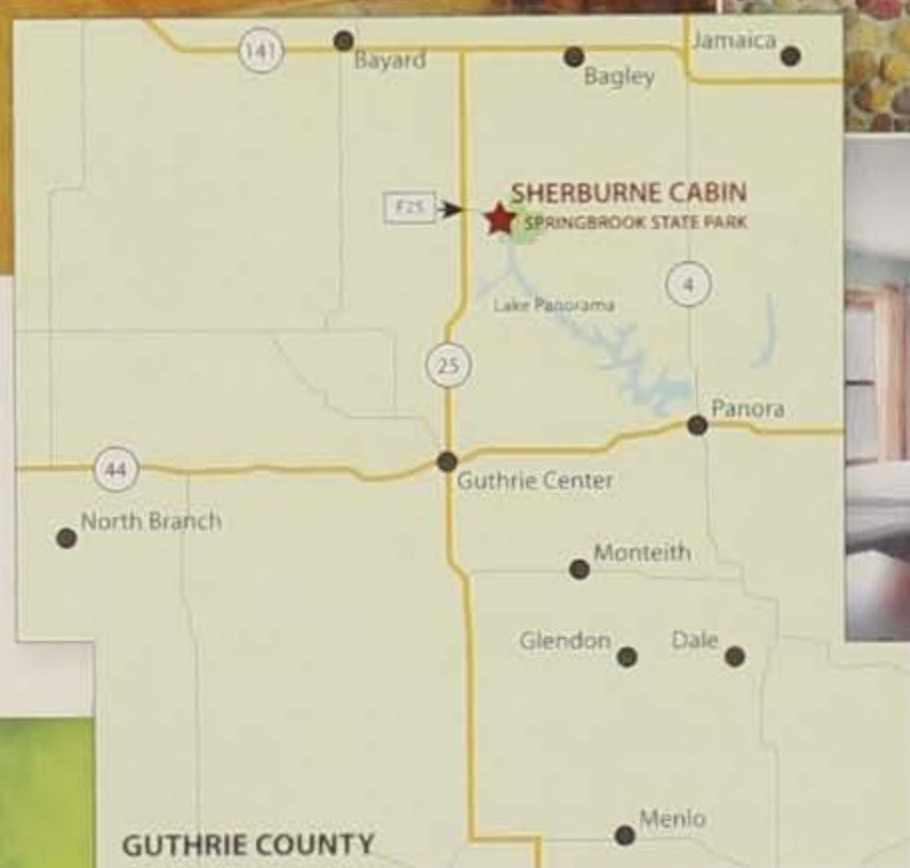 141
Bayard
Bagley
Jamaica
F25
SHERBURNE CABIN
SPRINGBROOK STATE PARK
4
Lake Panorama
25
Panora
44
Guthrie Center
North Branch
Monteith
Glendon
Dale
Menlo
GUTHRIE COUNTY